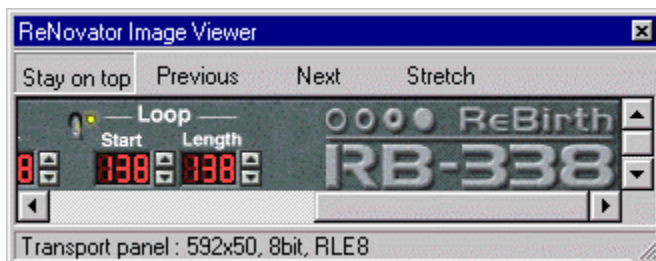 ReNovator Image Viewer
Stay on top Previous Next Stretch
Loop
Start Length
8 138 138
ReBirth
RB-338
Transport panel : 592x50, 8bit, RLE8